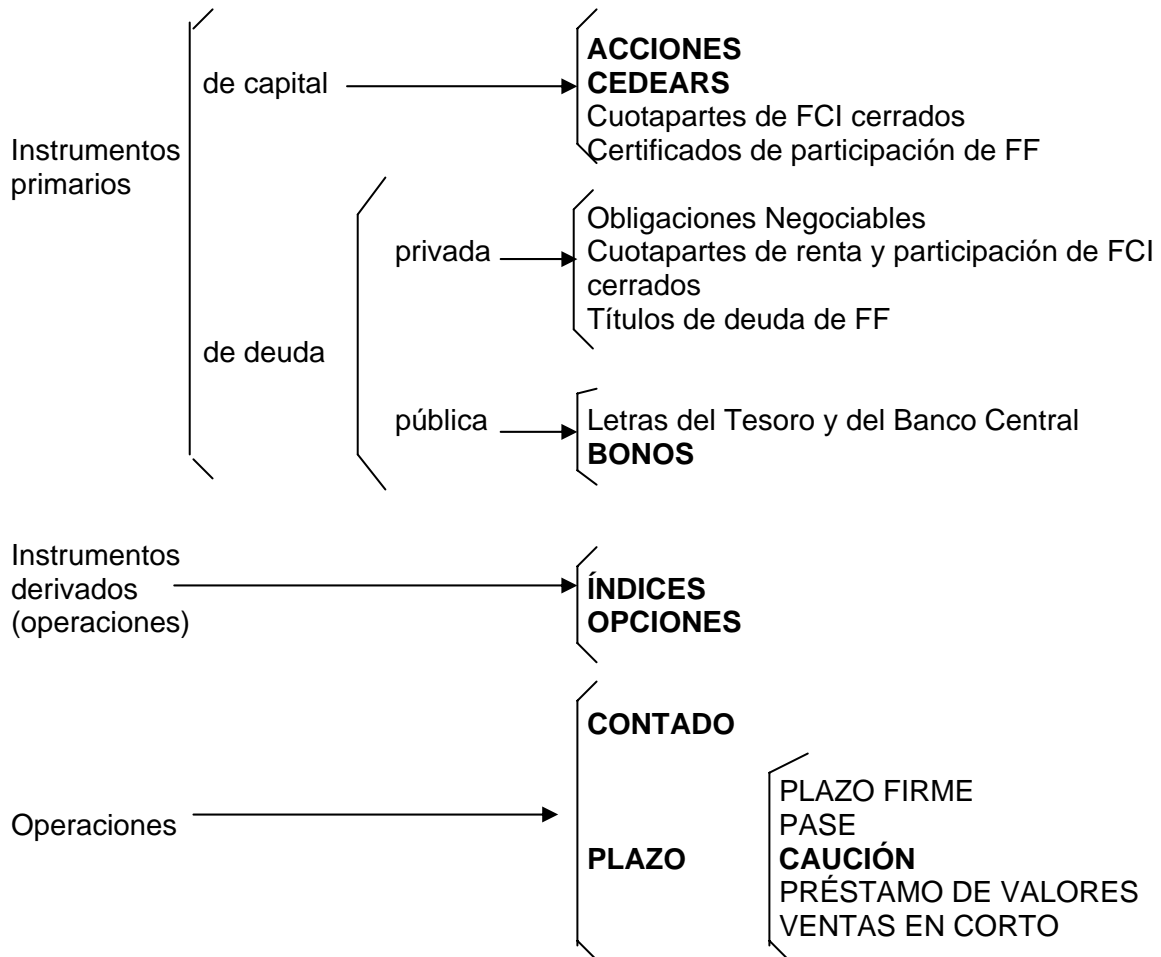 Instrumentos
primarios
de capital
ACCIONES
CEDEARS
Cuotapartes de FCI cerrados
Certificados de participación de FF
de deuda
privada
Obligaciones Negociables
Cuotapartes de renta y participación de FCI
cerrados
Títulos de deuda de FF
pública
Letras del Tesoro y del Banco Central
BONOS
Instrumentos
derivados
(operaciones)
ÍNDICES
OPCIONES
Operaciones
CONTADO
PLAZO
PLAZO FIRME
PASE
CAUCIÓN
PRÉSTAMO DE VALORES
VENTAS EN CORTO